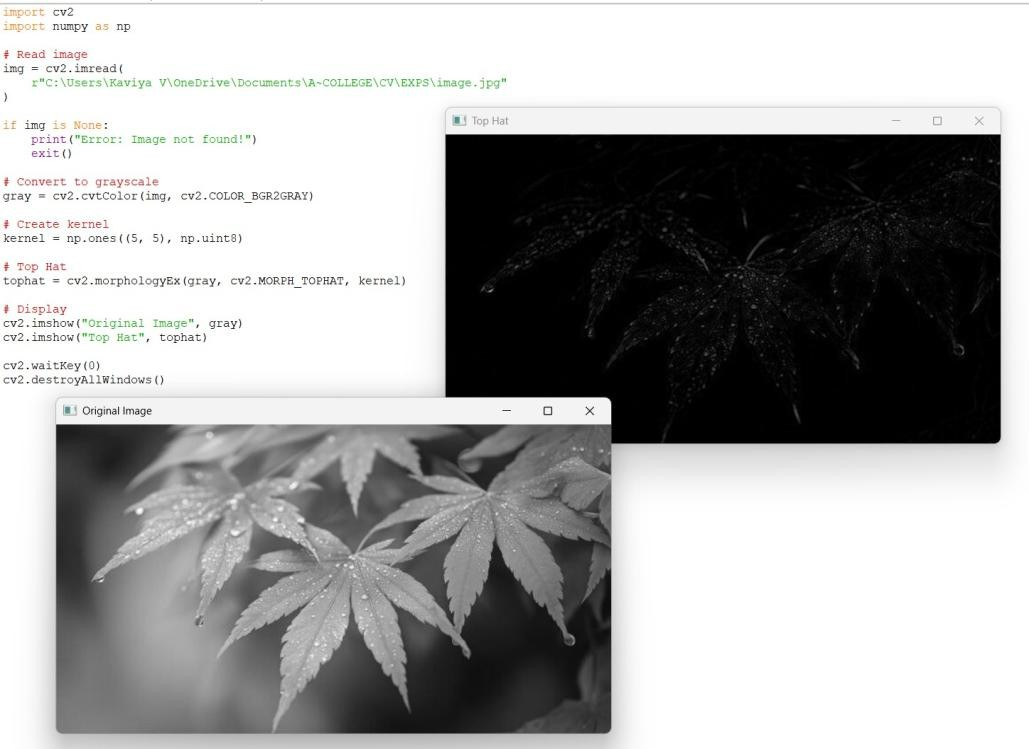 import cv2
import numpy as np
# Read image
img = cv2.imread(
    r"C:\Users\Kaviya V\OneDrive\Documents\A~COLLEGE\CV\EXPS\image.jpg"
)
if img is None:
    print("Error: Image not found!")
    exit()
# Convert to grayscale
gray = cv2.cvtColor(img, cv2.COLOR_BGR2GRAY)
# Create kernel
kernel = np.ones((5, 5), np.uint8)
# Top Hat
tophat = cv2.morphologyEx(gray, cv2.MORPH_TOPHAT, kernel)
# Display
cv2.imshow("Original Image", gray)
cv2.imshow("Top Hat", tophat)
cv2.waitKey(0)
cv2.destroyAllWindows()
Top Hat
Original Image